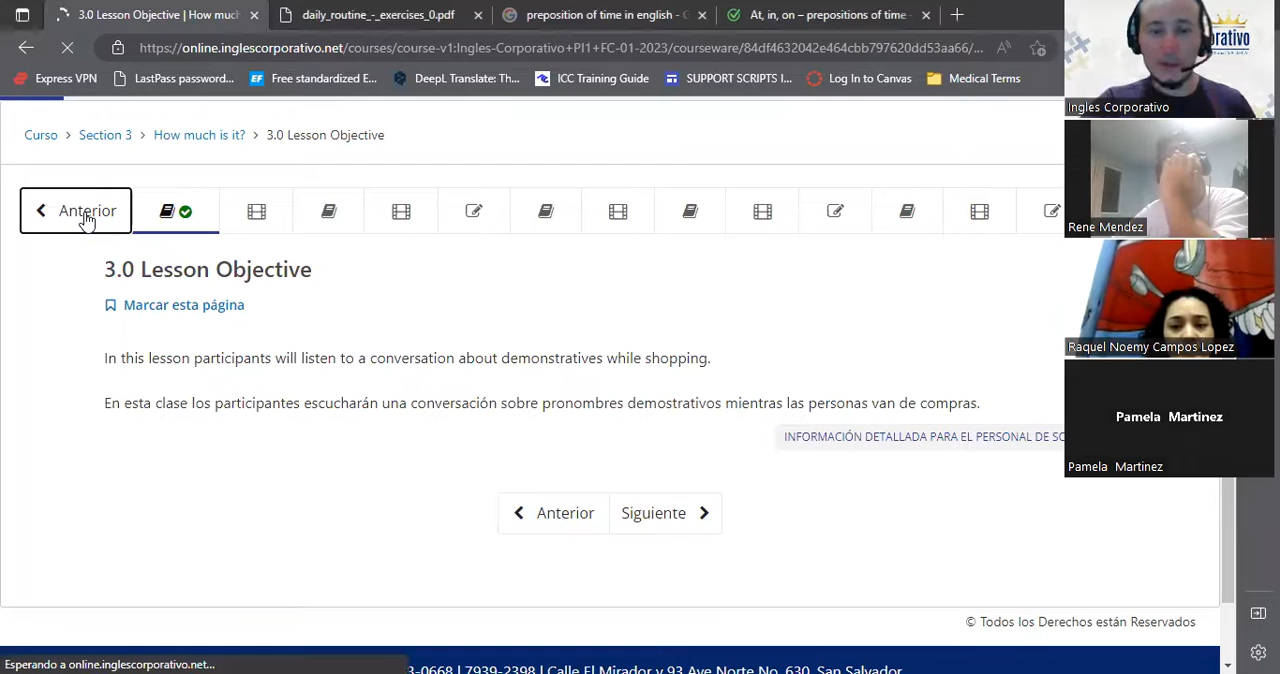 3.0 Lesson Objective | How much
daily_routine_-_exercises_0.pdf
preposition of time in english - G
At, in, on – prepositions of time -
https://online.inglescorporativo.net/courses/course-v1:Ingles-Corporativo+PI1+FC-01-2023/courseware/84df4632042e464cbb797620dd53aa66/...
Express VPN
LastPass password...
EF Free standardized E...
DeepL Translate: Th...
ICC Training Guide
SUPPORT SCRIPTS I...
Log In to Canvas
Medical Terms
orativo
Ingles Corporativo
Curso > Section 3 > How much is it? > 3.0 Lesson Objective
Anterior
Rene Mendez
3.0 Lesson Objective
Marcar esta página
Raquel Noemy Campos Lopez
In this lesson participants will listen to a conversation about demonstratives while shopping.
En esta clase los participantes escucharán una conversación sobre pronombres demostrativos mientras las personas van de compras.
Pamela Martinez
INFORMACIÓN DETALLADA PARA EL PERSONAL DE SO
Pamela Martinez
Anterior
Siguiente
© Todos los Derechos están Reservados
Esperando a online.inglescorporativo.net...
3-0668 | 7939-2398 | Calle El Mirador y 93 Ave Norte No. 630, San Salvador